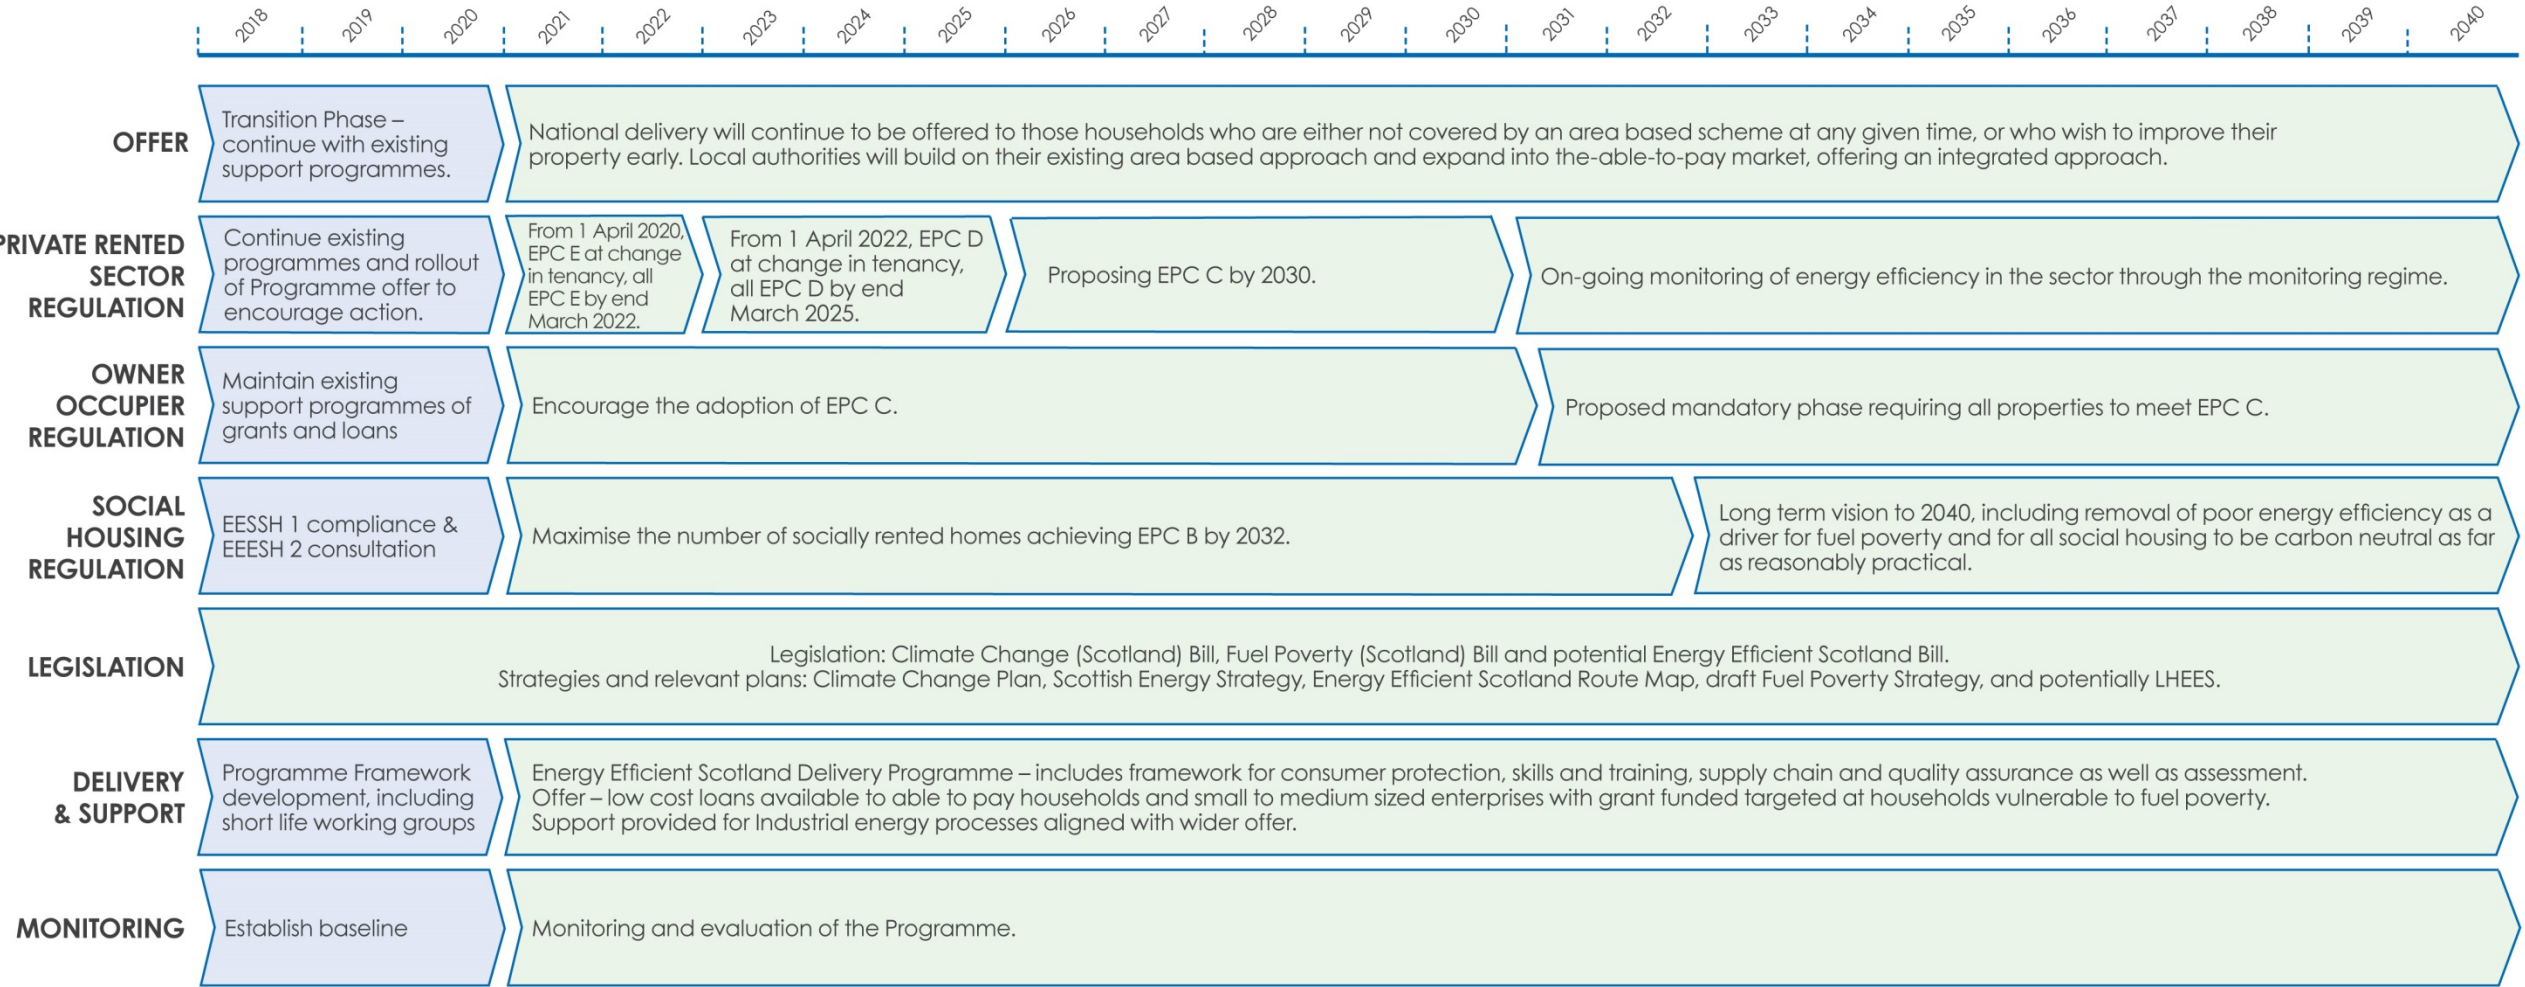 2018 2019 2020 2021 2022 2023 2024 2025 2026 2027 2028 2029 2030 2031 2032 2033 2034 2035 2036 2037 2038 2039 2040
OFFER
Transition Phase –
continue with existing
support programmes.
National delivery will continue to be offered to those households who are either not covered by an area based scheme at any given time, or who wish to improve their
property early. Local authorities will build on their existing area based approach and expand into the-able-to-pay market, offering an integrated approach.
PRIVATE RENTED
SECTOR
REGULATION
Continue existing
programmes and rollout
of Programme offer to
encourage action.
From 1 April 2020,
EPC E at change
in tenancy, all
EPC E by end
March 2022.
From 1 April 2022, EPC D
at change in tenancy,
all EPC D by end
March 2025.
Proposing EPC C by 2030.
On-going monitoring of energy efficiency in the sector through the monitoring regime.
OWNER
OCCUPIER
REGULATION
Maintain existing
support programmes of
grants and loans
Encourage the adoption of EPC C.
Proposed mandatory phase requiring all properties to meet EPC C.
SOCIAL
HOUSING
REGULATION
EESSH 1 compliance &
EEESH 2 consultation
Maximise the number of socially rented homes achieving EPC B by 2032.
Long term vision to 2040, including removal of poor energy efficiency as a
driver for fuel poverty and for all social housing to be carbon neutral as far
as reasonably practical.
LEGISLATION
Legislation: Climate Change (Scotland) Bill, Fuel Poverty (Scotland) Bill and potential Energy Efficient Scotland Bill.
Strategies and relevant plans: Climate Change Plan, Scottish Energy Strategy, Energy Efficient Scotland Route Map, draft Fuel Poverty Strategy, and potentially LHEES.
DELIVERY
& SUPPORT
Programme Framework
development, including
short life working groups
Energy Efficient Scotland Delivery Programme – includes framework for consumer protection, skills and training, supply chain and quality assurance as well as assessment.
Offer – low cost loans available to able to pay households and small to medium sized enterprises with grant funded targeted at households vulnerable to fuel poverty.
Support provided for Industrial energy processes aligned with wider offer.
MONITORING
Establish baseline
Monitoring and evaluation of the Programme.